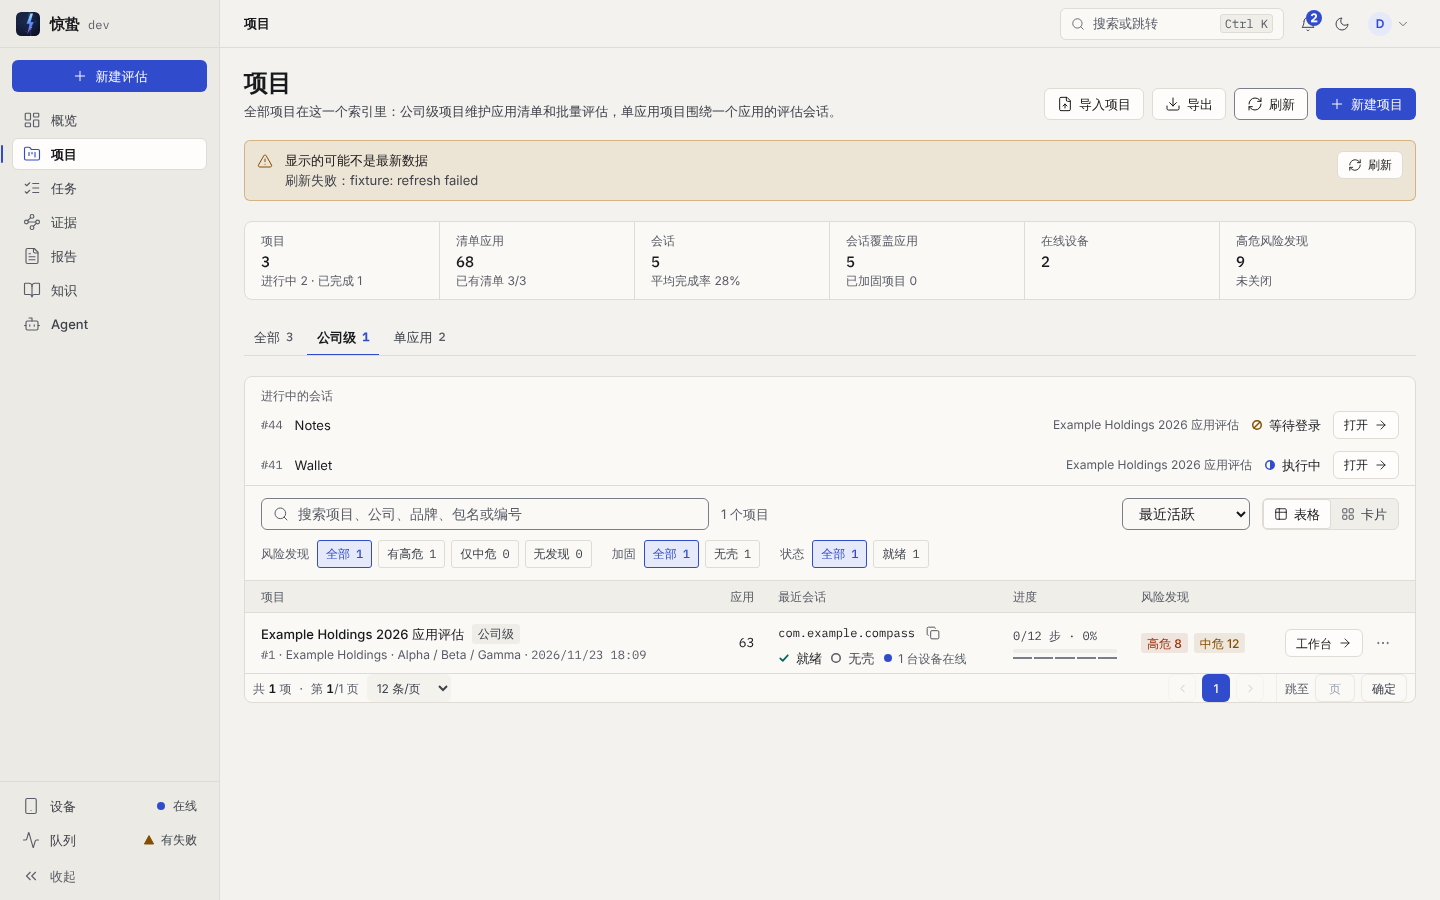 惊蛰 dev
项目
搜索或跳转 Ctrl K
2
D
新建评估
概览
项目
任务
证据
报告
知识
Agent
设备 在线
队列 有失败
收起
项目
全部项目在这一个索引里：公司级项目维护应用清单和批量评估，单应用项目围绕一个应用的评估会话。
导入项目 导出 刷新 新建项目
显示的可能不是最新数据
刷新失败：fixture: refresh failed
刷新
项目 清单应用 会话 会话覆盖应用 在线设备 高危风险发现
3 68 5 5 2 9
进行中 2 · 已完成 1 已有清单 3/3 平均完成率 28% 已加固项目 0 未关闭
全部 3 公司级 1 单应用 2
进行中的会话
#44 Notes Example Holdings 2026 应用评估 等待登录 打开
#41 Wallet Example Holdings 2026 应用评估 执行中 打开
搜索项目、公司、品牌、包名或编号 1 个项目 最近活跃 表格 卡片
风险发现 全部 1 有高危 1 仅中危 0 无发现 0 加固 全部 1 无壳 1 状态 全部 1 就绪 1
项目 应用 最近会话 进度 风险发现
Example Holdings 2026 应用评估 公司级 63 com.example.compass 0/12 步 · 0% 高危 8 中危 12 工作台
#1 · Example Holdings · Alpha / Beta / Gamma · 2026/11/23 18:09 就绪 无壳 1 台设备在线
共 1 项 · 第 1/1 页 12 条/页 1 跳至 页 确定